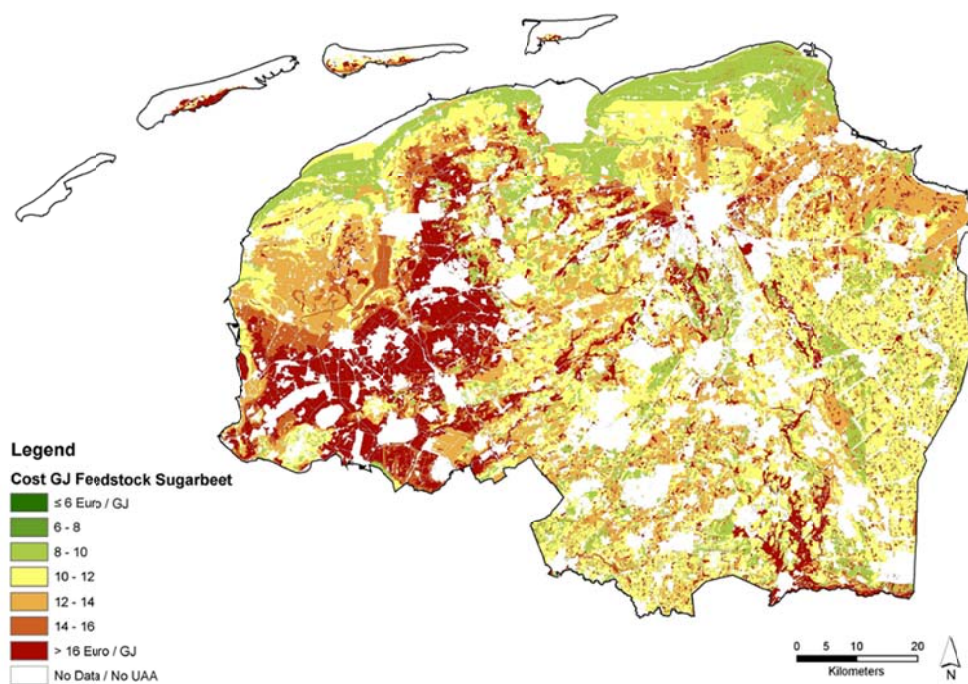 Legend
Cost GJ Feedstock Sugarbeet
≤ 6 Euro / GJ
6 - 8
8 - 10
10 - 12
12 - 14
14 - 16
> 16 Euro / GJ
No Data / No UAA
0 5 10 20
Kilometers
N